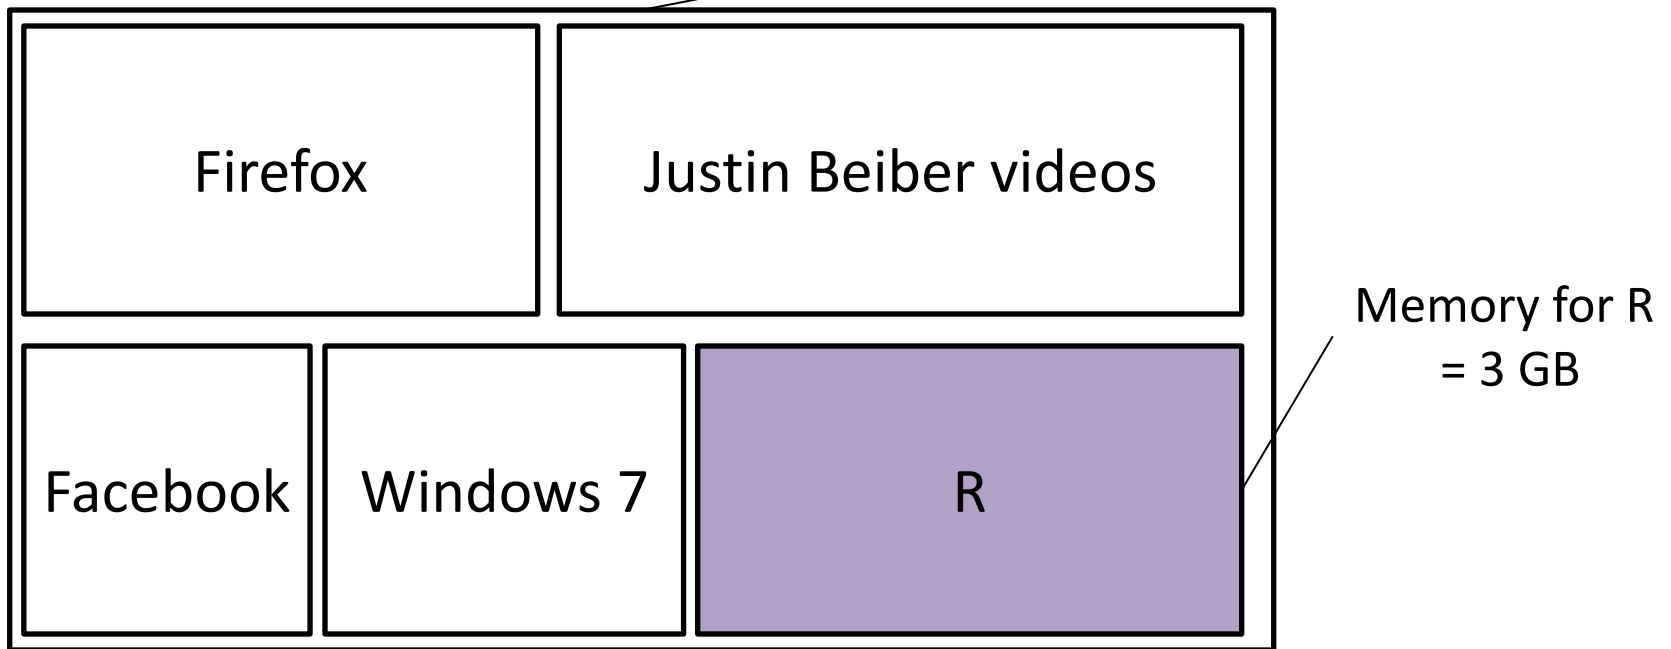 Firefox
Justin Beiber videos
Memory for R
= 3 GB
Facebook
Windows 7
R